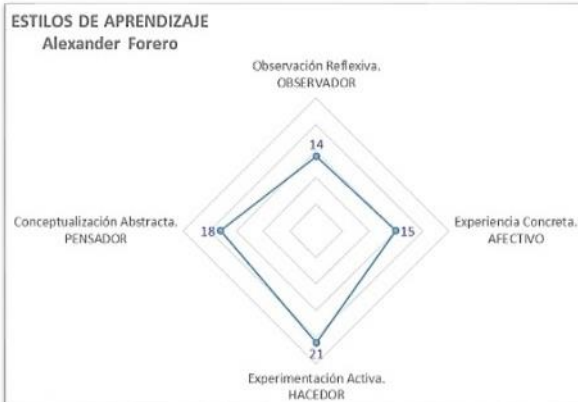 ESTILOS DE APRENDIZAJE
Alexander Forero
Observación Reflexiva.
OBSERVADOR
14
Conceptualización Abstracta.
PENSADOR
18
15
Experiencia Concreta.
AFECTIVO
21
Experimentación Activa.
HACEDOR